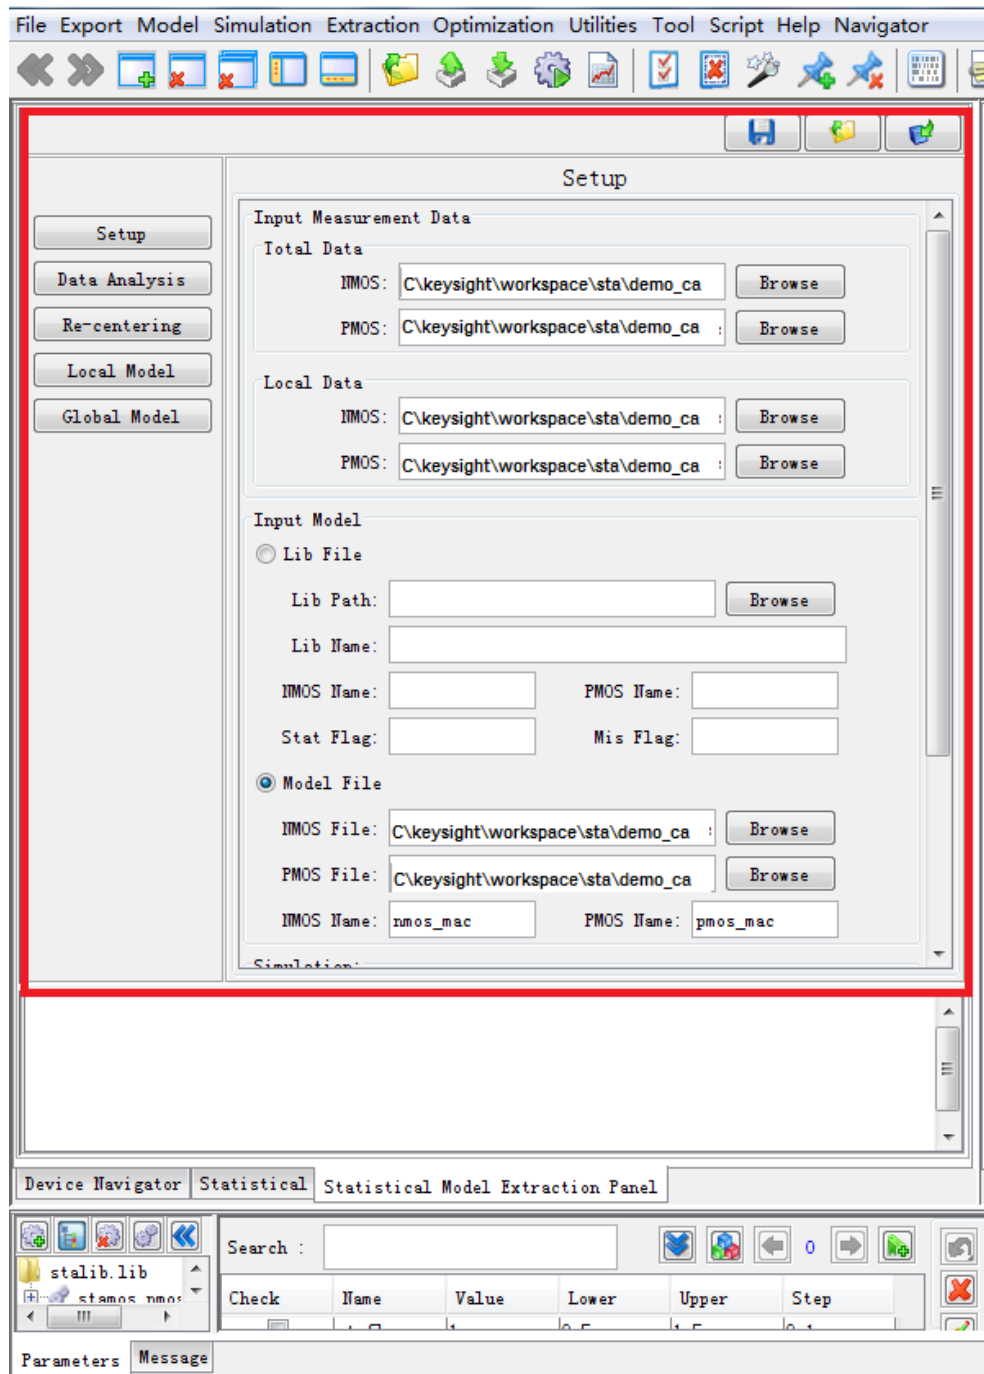 File Export Model Simulation Extraction Optimization Utilities Tool Script Help Navigator
Setup
Setup
Data Analysis
Re-centering
Local Model
Global Model
Input Measurement Data
Total Data
NMOS: C\keysight\workspace\sta\demo_ca Browse
PMOS: C\keysight\workspace\sta\demo_ca Browse
Local Data
NMOS: C\keysight\workspace\sta\demo_ca Browse
PMOS: C\keysight\workspace\sta\demo_ca Browse
Input Model
Lib File
Lib Path: Browse
Lib Name:
NMOS Name: PMOS Name:
Stat Flag: Mis Flag:
Model File
NMOS File: C\keysight\workspace\sta\demo_ca Browse
PMOS File: C\keysight\workspace\sta\demo_ca Browse
NMOS Name: nmos_mac PMOS Name: pmos_mac
Simulation:
Device Navigator Statistical Statistical Model Extraction Panel
Search : 0
stalib.lib
stamos nmos
Check Name Value Lower Upper Step
Parameters Message